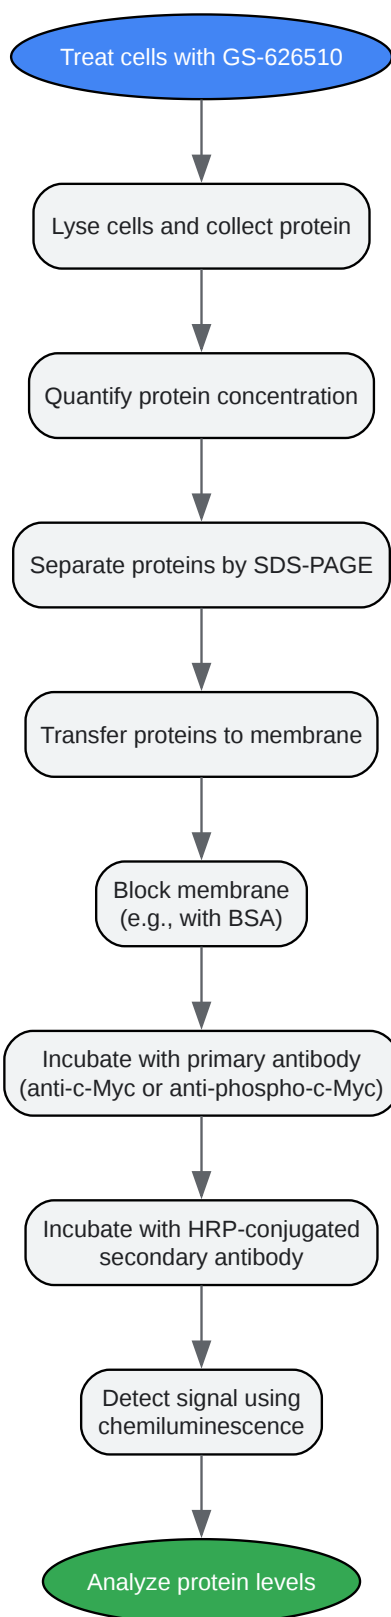 Treat cells with GS-626510
Lyse cells and collect protein
Quantify protein concentration
Separate proteins by SDS-PAGE
Transfer proteins to membrane
Block membrane
(e.g., with BSA)
Incubate with primary antibody
(anti-c-Myc or anti-phospho-c-Myc)
Incubate with HRP-conjugated
secondary antibody
Detect signal using
chemiluminescence
Analyze protein levels